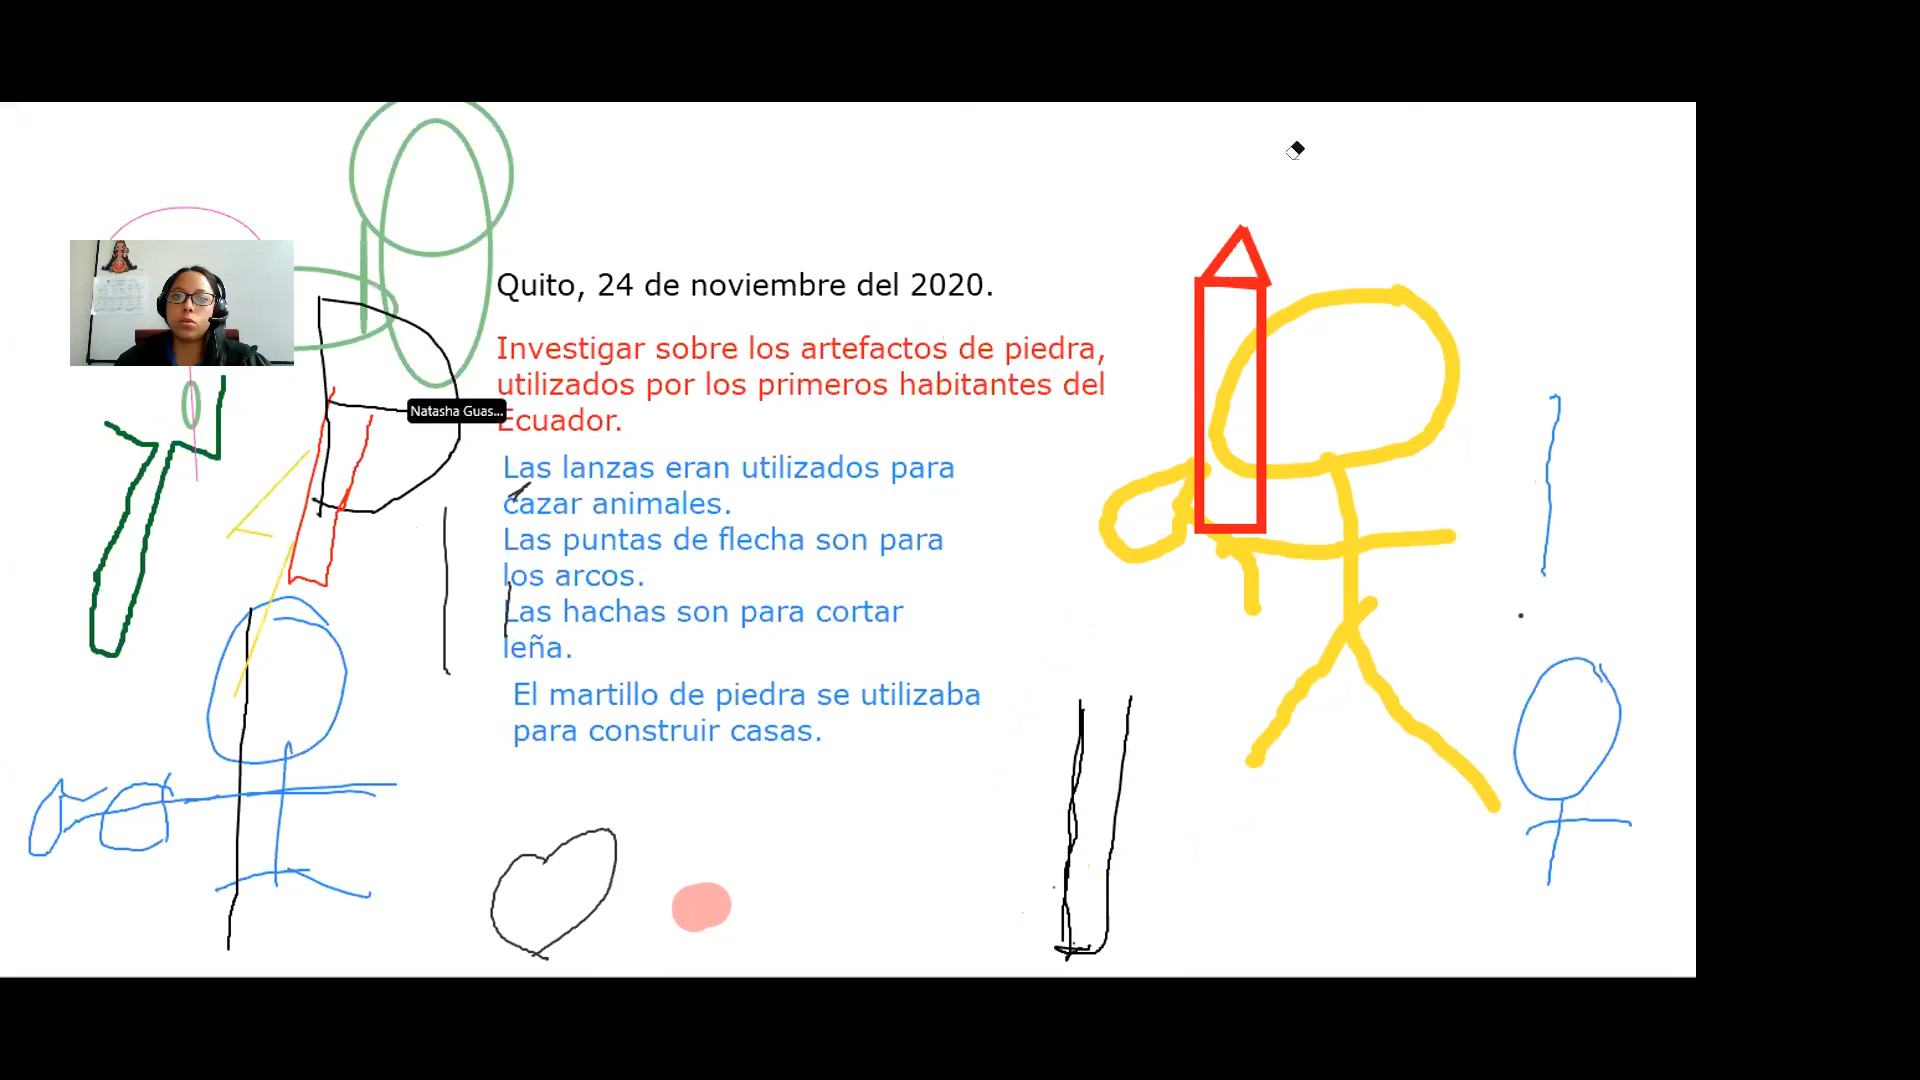 Quito, 24 de noviembre del 2020.
Investigar sobre los artefactos de piedra,
utilizados por los primeros habitantes del
Ecuador.
Natasha Guas...
Las lanzas eran utilizados para
cazar animales.
Las puntas de flecha son para
los arcos.
Las hachas son para cortar
leña.
El martillo de piedra se utilizaba
para construir casas.